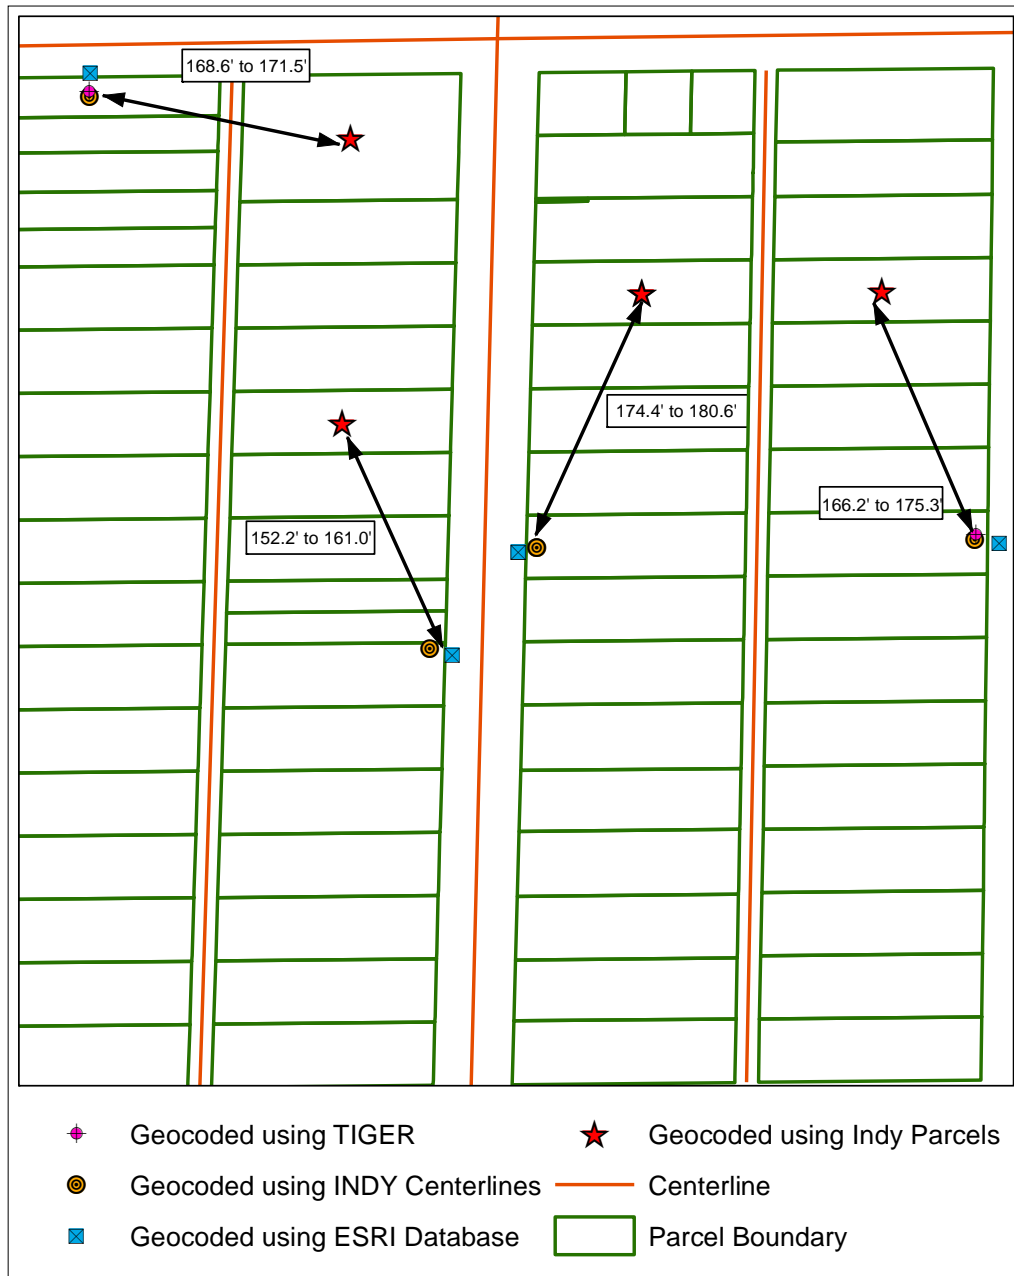 168.6' to 171.5'
174.4' to 180.6'
166.2' to 175.3'
152.2' to 161.0'
Geocoded using TIGER
Geocoded using Indy Parcels
Geocoded using INDY Centerlines
Centerline
Geocoded using ESRI Database
Parcel Boundary